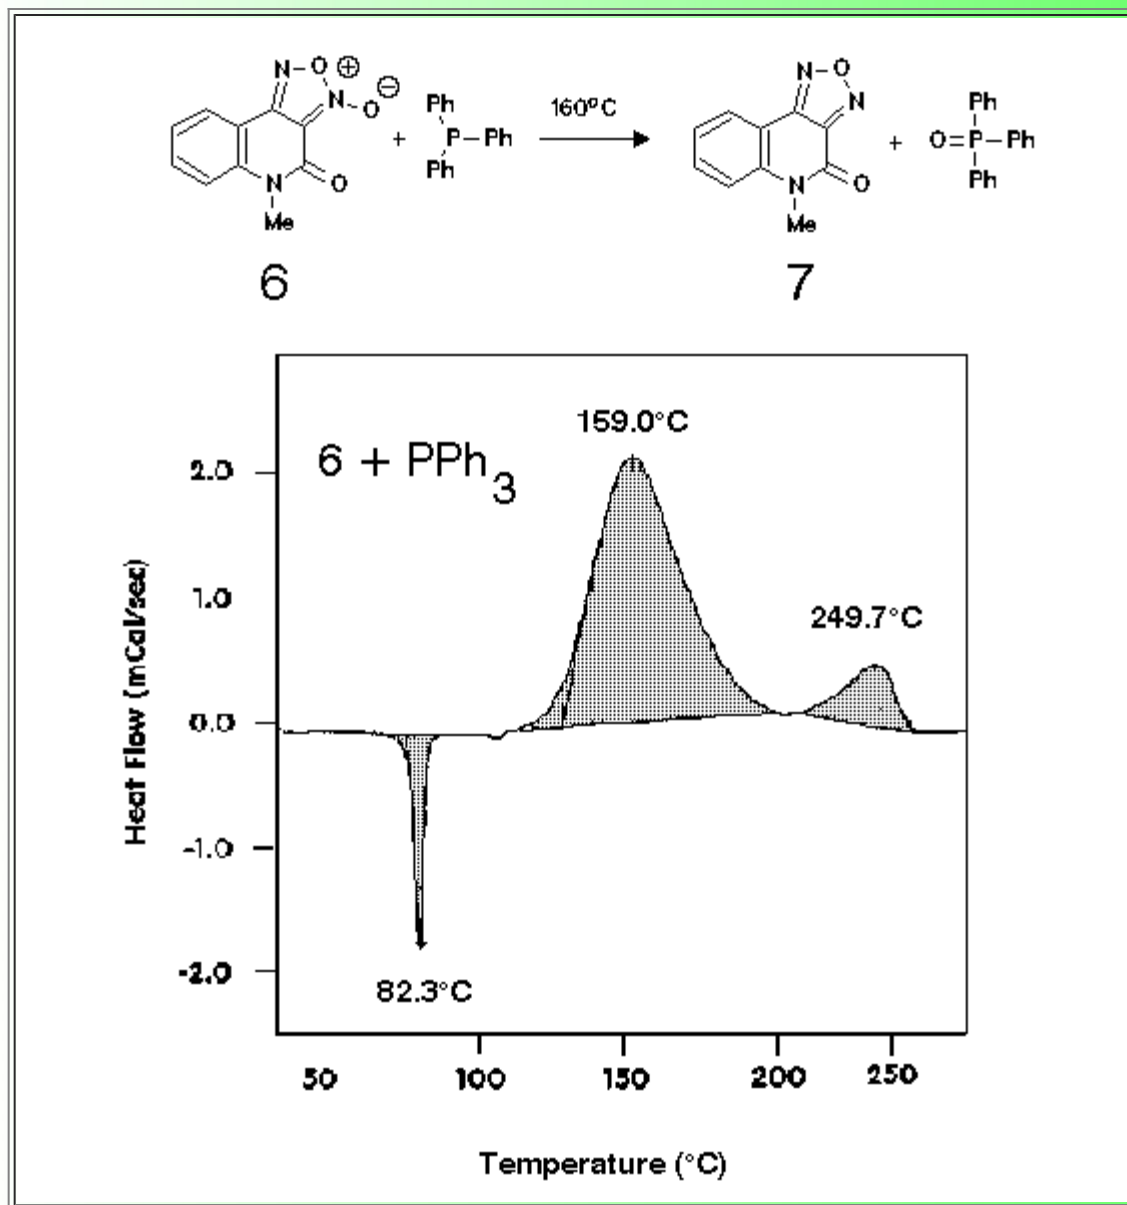 N O ⊕
N O ⊖
N O
Me
+
Ph
P Ph
Ph
160°C
N O
N
N O
Me
+
Ph
O=P Ph
Ph
6
7
159.0°C
6 + PPh3
2.0
249.7°C
1.0
0.0
-1.0
-2.0
82.3°C
Heat Flow (mCal/sec)
50 100 150 200 250
Temperature (°C)